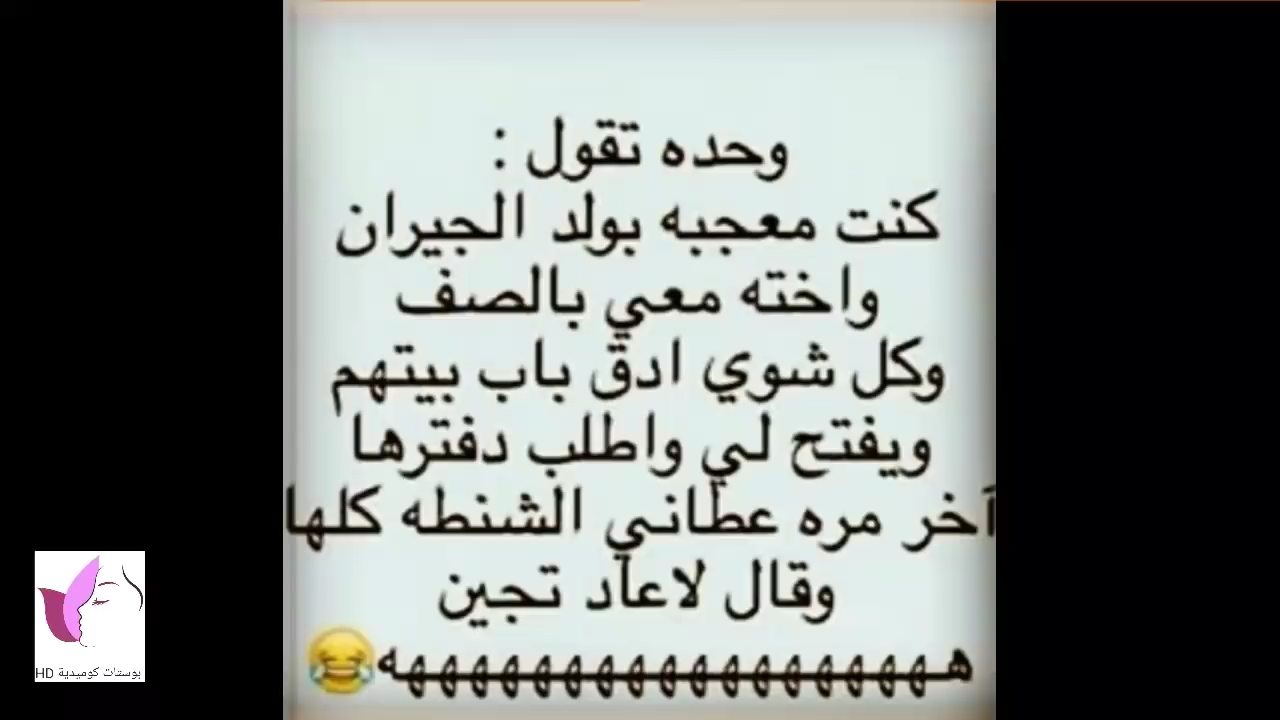 وحده تقول :
كنت معجبه بولد الجيران
واخته معي بالصف
وكل شوي ادق باب بيتهم
ويفتح لي واطلب دفترها
آخر مره عطاني الشنطه كلها
وقال لاعاد تجين
هههههههههههههههههه😂
بوستات كوميدية HD